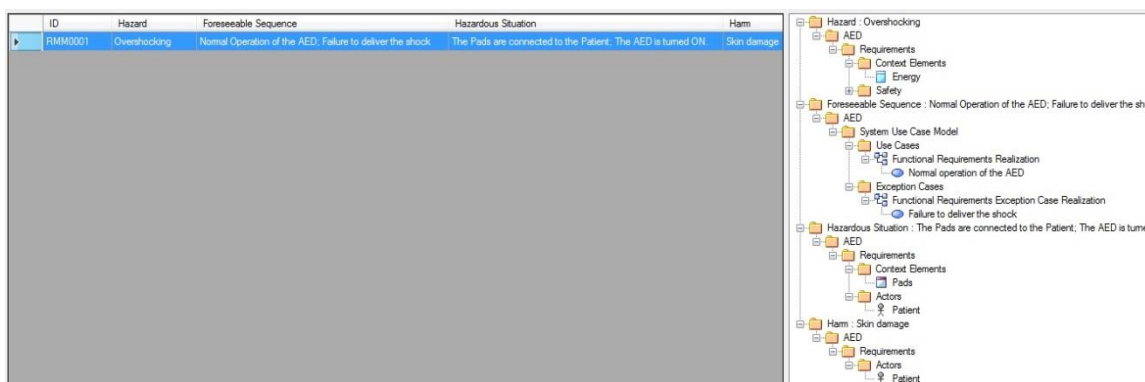 ID Hazard Foreseeable Sequence Hazardous Situation Harm
RMM0001 Overshocking Normal Operation of the AED; Failure to deliver the shock The Pads are connected to the Patient; The AED is turned ON. Skin damage
Hazard : Overshocking
AED
Requirements
Context Elements
Energy
Safety
Foreseeable Sequence : Normal Operation of the AED; Failure to deliver the sh
AED
System Use Case Model
Use Cases
Functional Requirements Realization
Normal operation of the AED
Exception Cases
Functional Requirements Exception Case Realization
Failure to deliver the shock
Hazardous Situation : The Pads are connected to the Patient; The AED is turne
AED
Requirements
Context Elements
Pads
Actors
Patient
Harm : Skin damage
AED
Requirements
Actors
Patient